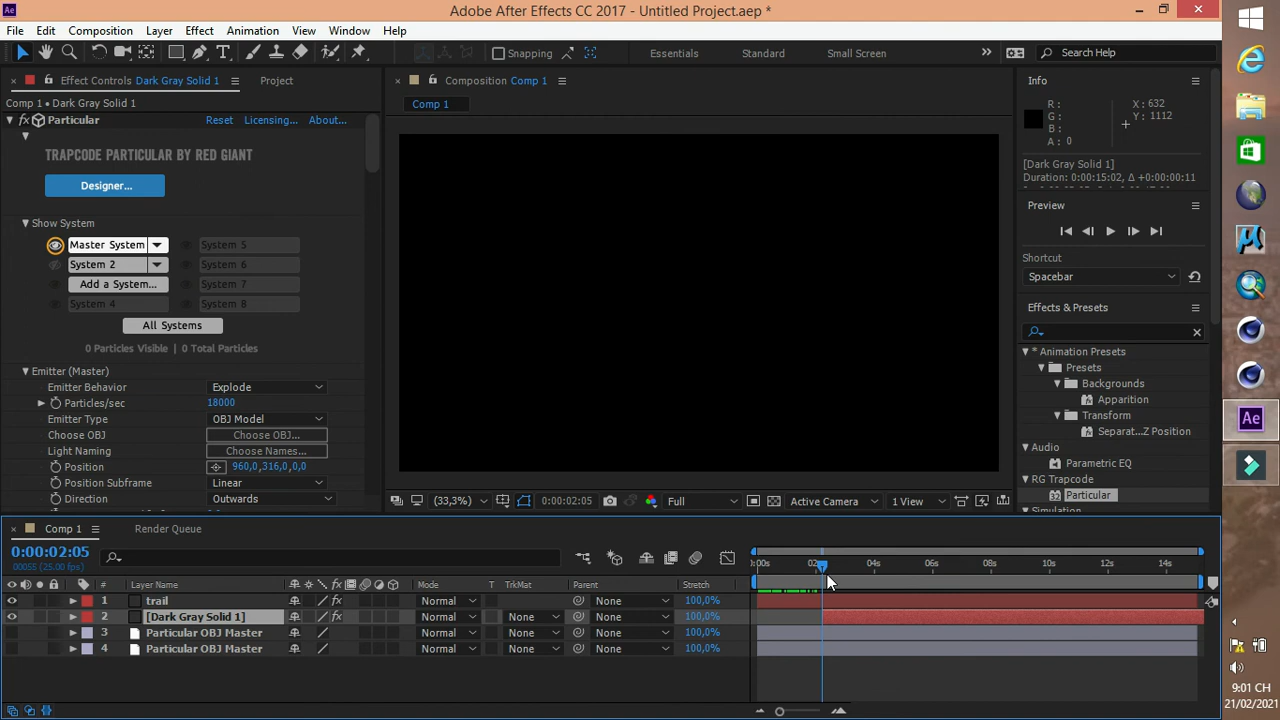 Adobe After Effects CC 2017 - Untitled Project.aep *
File Edit Composition Layer Effect Animation View Window Help
Snapping Essentials Standard Small Screen Search Help
Effect Controls Dark Gray Solid 1 Project Composition Comp 1 Info
Comp 1 • Dark Gray Solid 1 Comp 1
R: X: 632
G: Y: 1112
B:
A: 0
Particular Reset Licensing... About...
TRAPCODE PARTICULAR BY RED GIANT
Designer...
[Dark Gray Solid 1]
Duration: 0:00:15:02, Δ +0:00:00:11
Show System
Master System System 5
System 2 System 6
Add a System... System 7
System 4 System 8
All Systems
0 Particles Visible | 0 Total Particles
Preview
Shortcut
Spacebar
Effects & Presets
Emitter (Master)
Emitter Behavior Explode
Particles/sec 18000
Emitter Type OBJ Model
Choose OBJ Choose OBJ...
Light Naming Choose Names...
Position 960,0,316,0,0,0
Position Subframe Linear
Direction Outwards
* Animation Presets
Presets
Backgrounds
Apparition
Transform
Separat...Z Position
Audio
Parametric EQ
RG Trapcode
Particular
Simulation
(33,3%) 0:00:02:05 Full Active Camera 1 View
Comp 1 Render Queue
0:00:02:05
00055 (25.00 fps)
:00s 02 04s 06s 08s 10s 12s 14s
# Layer Name Mode T TrkMat Parent Stretch
1 trail Normal None 100,0%
2 [Dark Gray Solid 1] Normal None None 100,0%
3 Particular OBJ Master Normal None None 100,0%
4 Particular OBJ Master Normal None None 100,0%
Ae
9:01 CH
21/02/2021